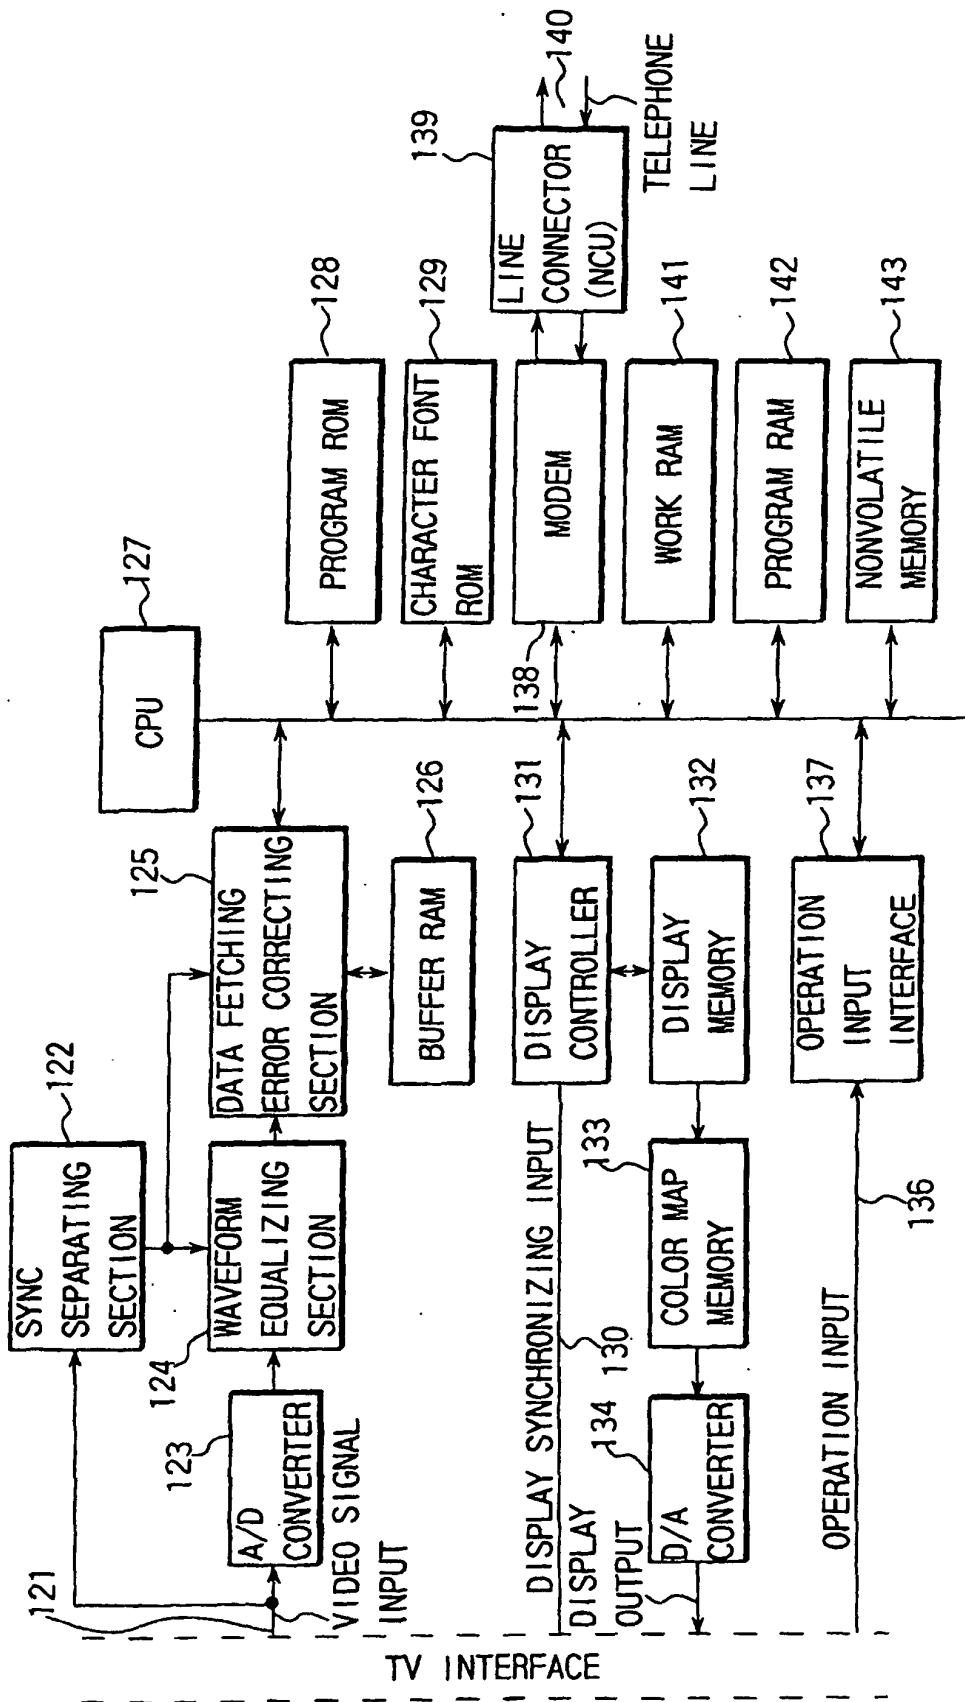 TV INTERFACE
121
VIDEO SIGNAL
INPUT
123
A/D
CONVERTER
SYNC
SEPARATING
SECTION
122
124
WAVEFORM
EQUALIZING
SECTION
125
DATA FETCHING
ERROR CORRECTING
SECTION
BUFFER RAM
126
CPU
127
PROGRAM ROM
128
CHARACTER FONT
ROM
129
138
MODEM
LINE
CONNECTOR
(NCU)
139
140
TELEPHONE
LINE
WORK RAM
141
PROGRAM RAM
142
NONVOLATILE
MEMORY
143
DISPLAY SYNCHRONIZING INPUT
130
DISPLAY
CONTROLLER
131
DISPLAY
MEMORY
132
133
COLOR MAP
MEMORY
134
D/A
CONVERTER
DISPLAY
OUTPUT
OPERATION INPUT
136
OPERATION
INPUT
INTERFACE
137